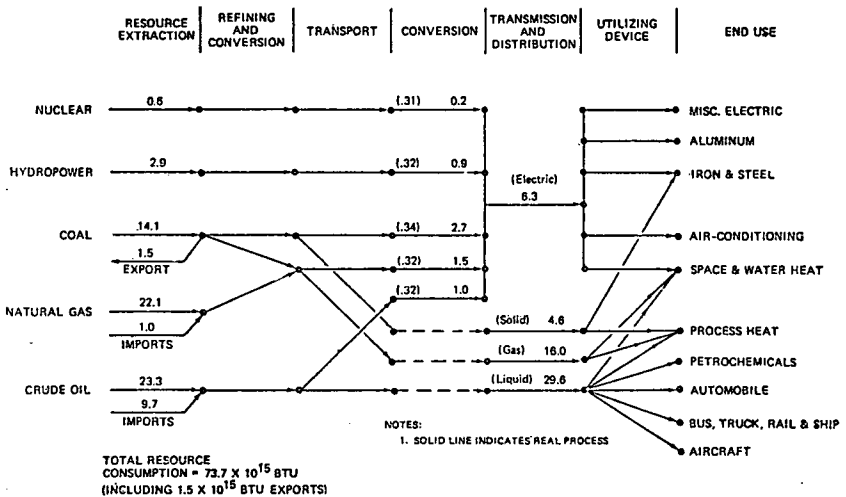 RESOURCE EXTRACTION
REFINING AND CONVERSION
TRANSPORT
CONVERSION
TRANSMISSION AND DISTRIBUTION
UTILIZING DEVICE
END USE
NUCLEAR
0.6
(.31) 0.2
MISC. ELECTRIC
ALUMINUM
HYDROPOWER
2.9
(.32) 0.9
(Electric)
6.3
IRON & STEEL
COAL
14.1
1.5
EXPORT
(.34) 2.7
AIR-CONDITIONING
(.32) 1.5
SPACE & WATER HEAT
(.32) 1.0
NATURAL GAS
22.1
1.0
IMPORTS
(Solid) 4.6
PROCESS HEAT
(Gas) 16.0
PETROCHEMICALS
CRUDE OIL
23.3
9.7
IMPORTS
(Liquid) 29.6
AUTOMOBILE
BUS, TRUCK, RAIL & SHIP
AIRCRAFT
NOTES:
1. SOLID LINE INDICATES REAL PROCESS
TOTAL RESOURCE
CONSUMPTION = 73.7 X 10^15 BTU
(INCLUDING 1.5 X 10^15 BTU EXPORTS)